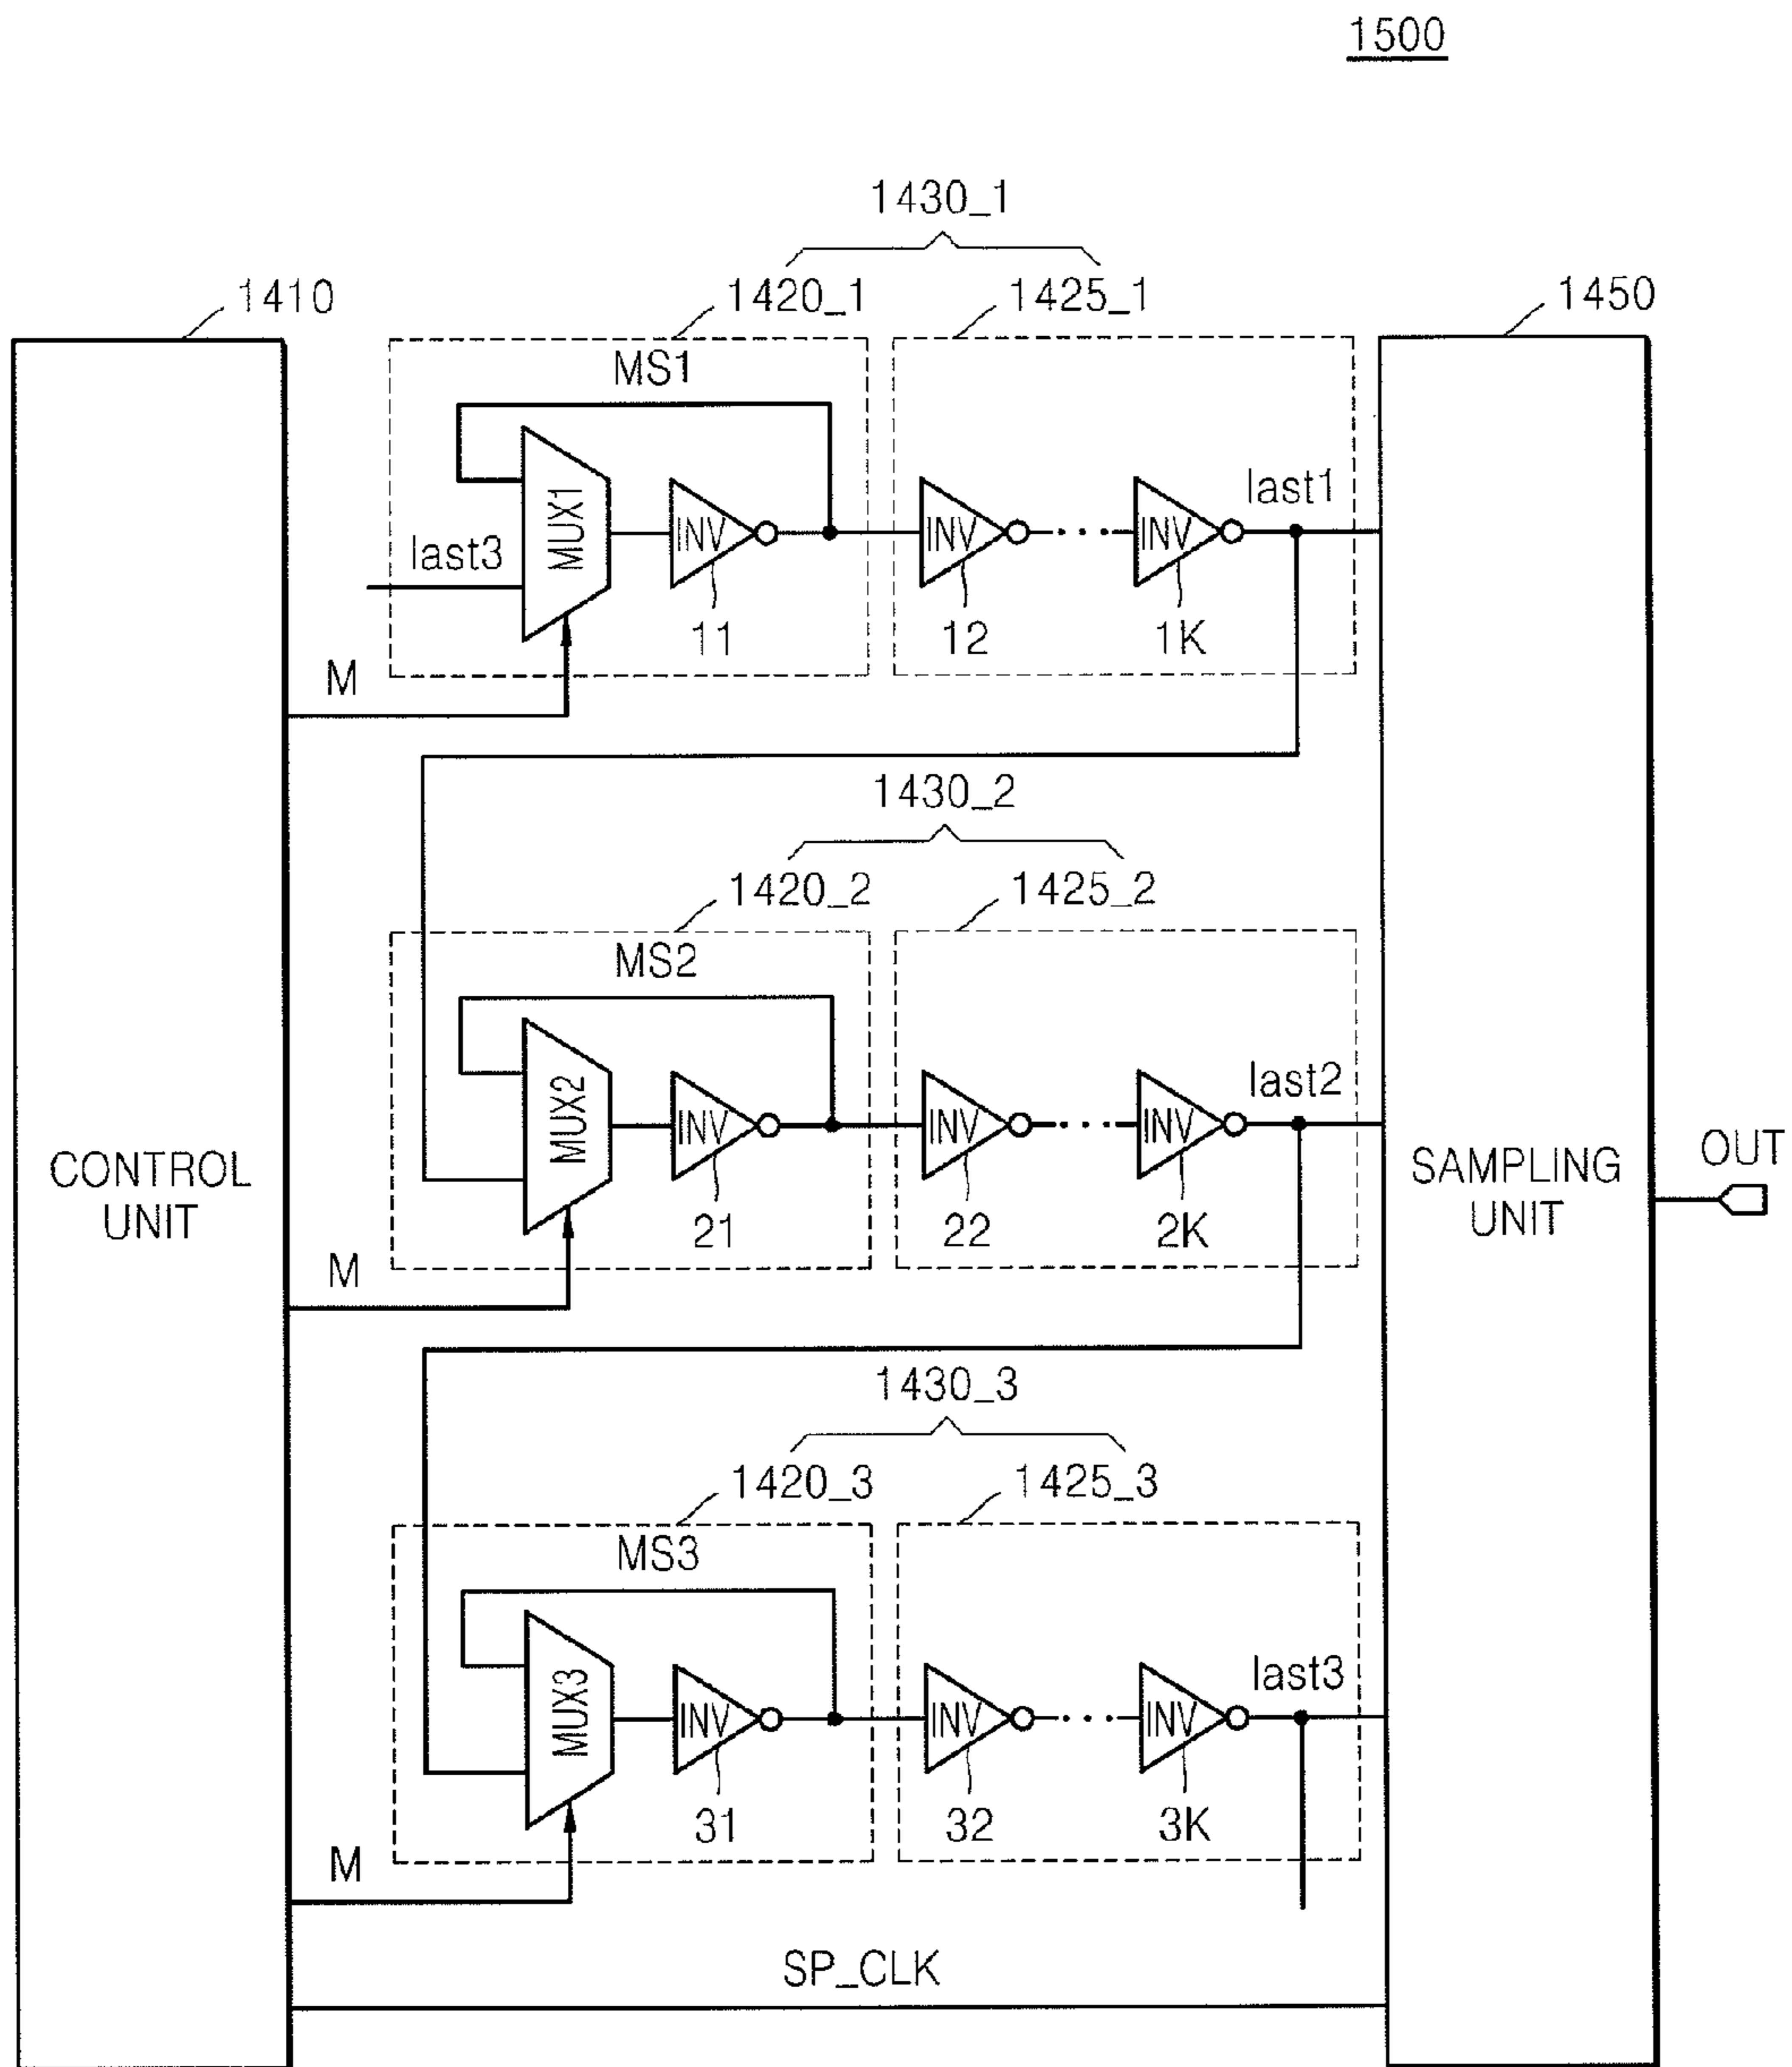 1500
1430_1
1410
1420_1
1425_1
1450
MS1
MUX1
INV
INV
INV
last1
last3
11
12
1K
M
1430_2
1420_2
1425_2
MS2
MUX2
INV
INV
INV
last2
21
22
2K
M
CONTROL
UNIT
SAMPLING
UNIT
OUT
1430_3
1420_3
1425_3
MS3
MUX3
INV
INV
INV
last3
31
32
3K
M
SP_CLK